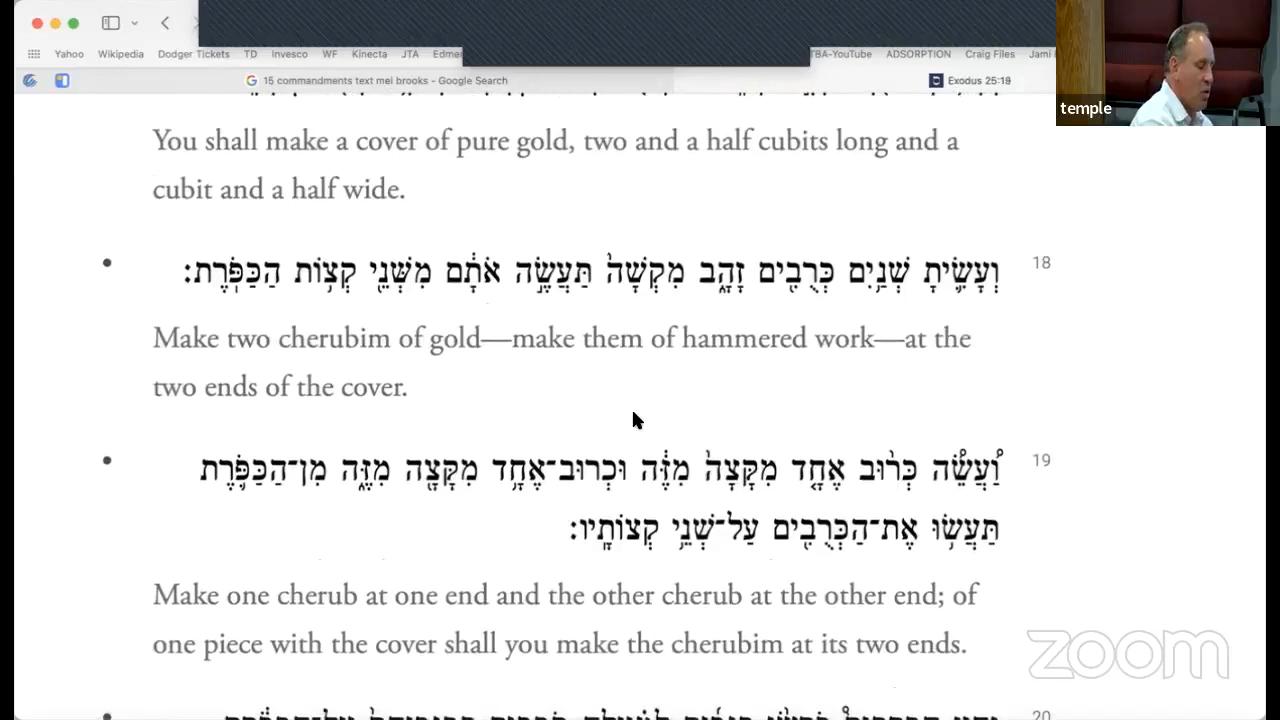 Yahoo Wikipedia Dodger Tickets TD Invesco WF Kinecta JTA TBA-YouTube ADSORPTION Craig Files
15 commandments text mel brooks - Google Search Exodus 25:19
temple
You shall make a cover of pure gold, two and a half cubits long and a
cubit and a half wide.
18
וְעָשִׂ֛יתָ שְׁנַ֥יִם כְּרֻבִ֖ים זָהָ֑ב מִקְשָׁה֙ תַּעֲשֶׂ֣ה אֹתָ֔ם מִשְּׁנֵ֖י קְצ֥וֹת הַכַּפֹּֽרֶת׃
Make two cherubim of gold—make them of hammered work—at the
two ends of the cover.
19
וַ֠עֲשֵׂ֠ה כְּר֨וּב אֶחָ֤ד מִקָּצָה֙ מִזֶּ֔ה וּכְרוּב־אֶחָ֥ד מִקָּצָ֖ה מִזֶּ֑ה מִן־הַכַּפֹּ֛רֶת
תַּעֲשׂ֥וּ אֶת־הַכְּרֻבִ֖ים עַל־שְׁנֵ֥י קְצוֹתָֽיו׃
Make one cherub at one end and the other cherub at the other end; of
one piece with the cover shall you make the cherubim at its two ends.
zoom
20